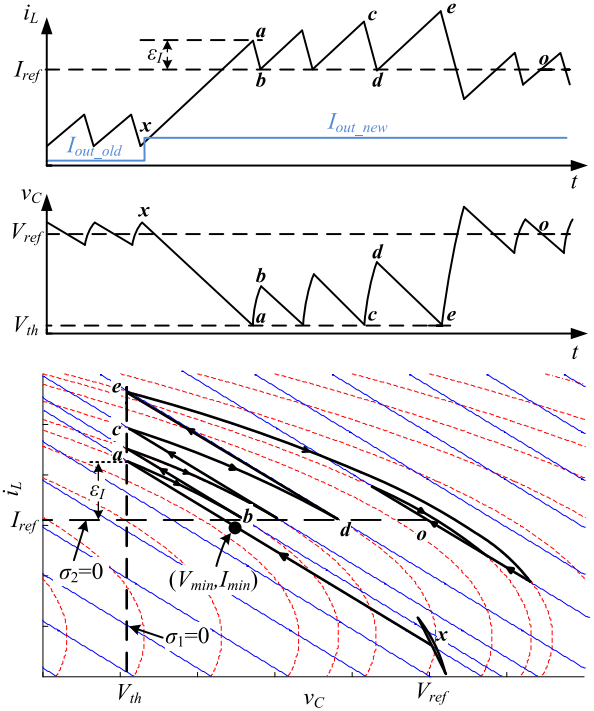 i_L
a
c
e
ε_I
I_ref
b
d
o
x
I_out_old
I_out_new
t
v_C
x
V_ref
o
b
d
V_th
a
c
e
t
e
c
a
ε_I
i_L
I_ref
b
d
o
σ_2=0
(V_min,I_min)
σ_1=0
x
V_th
v_C
V_ref